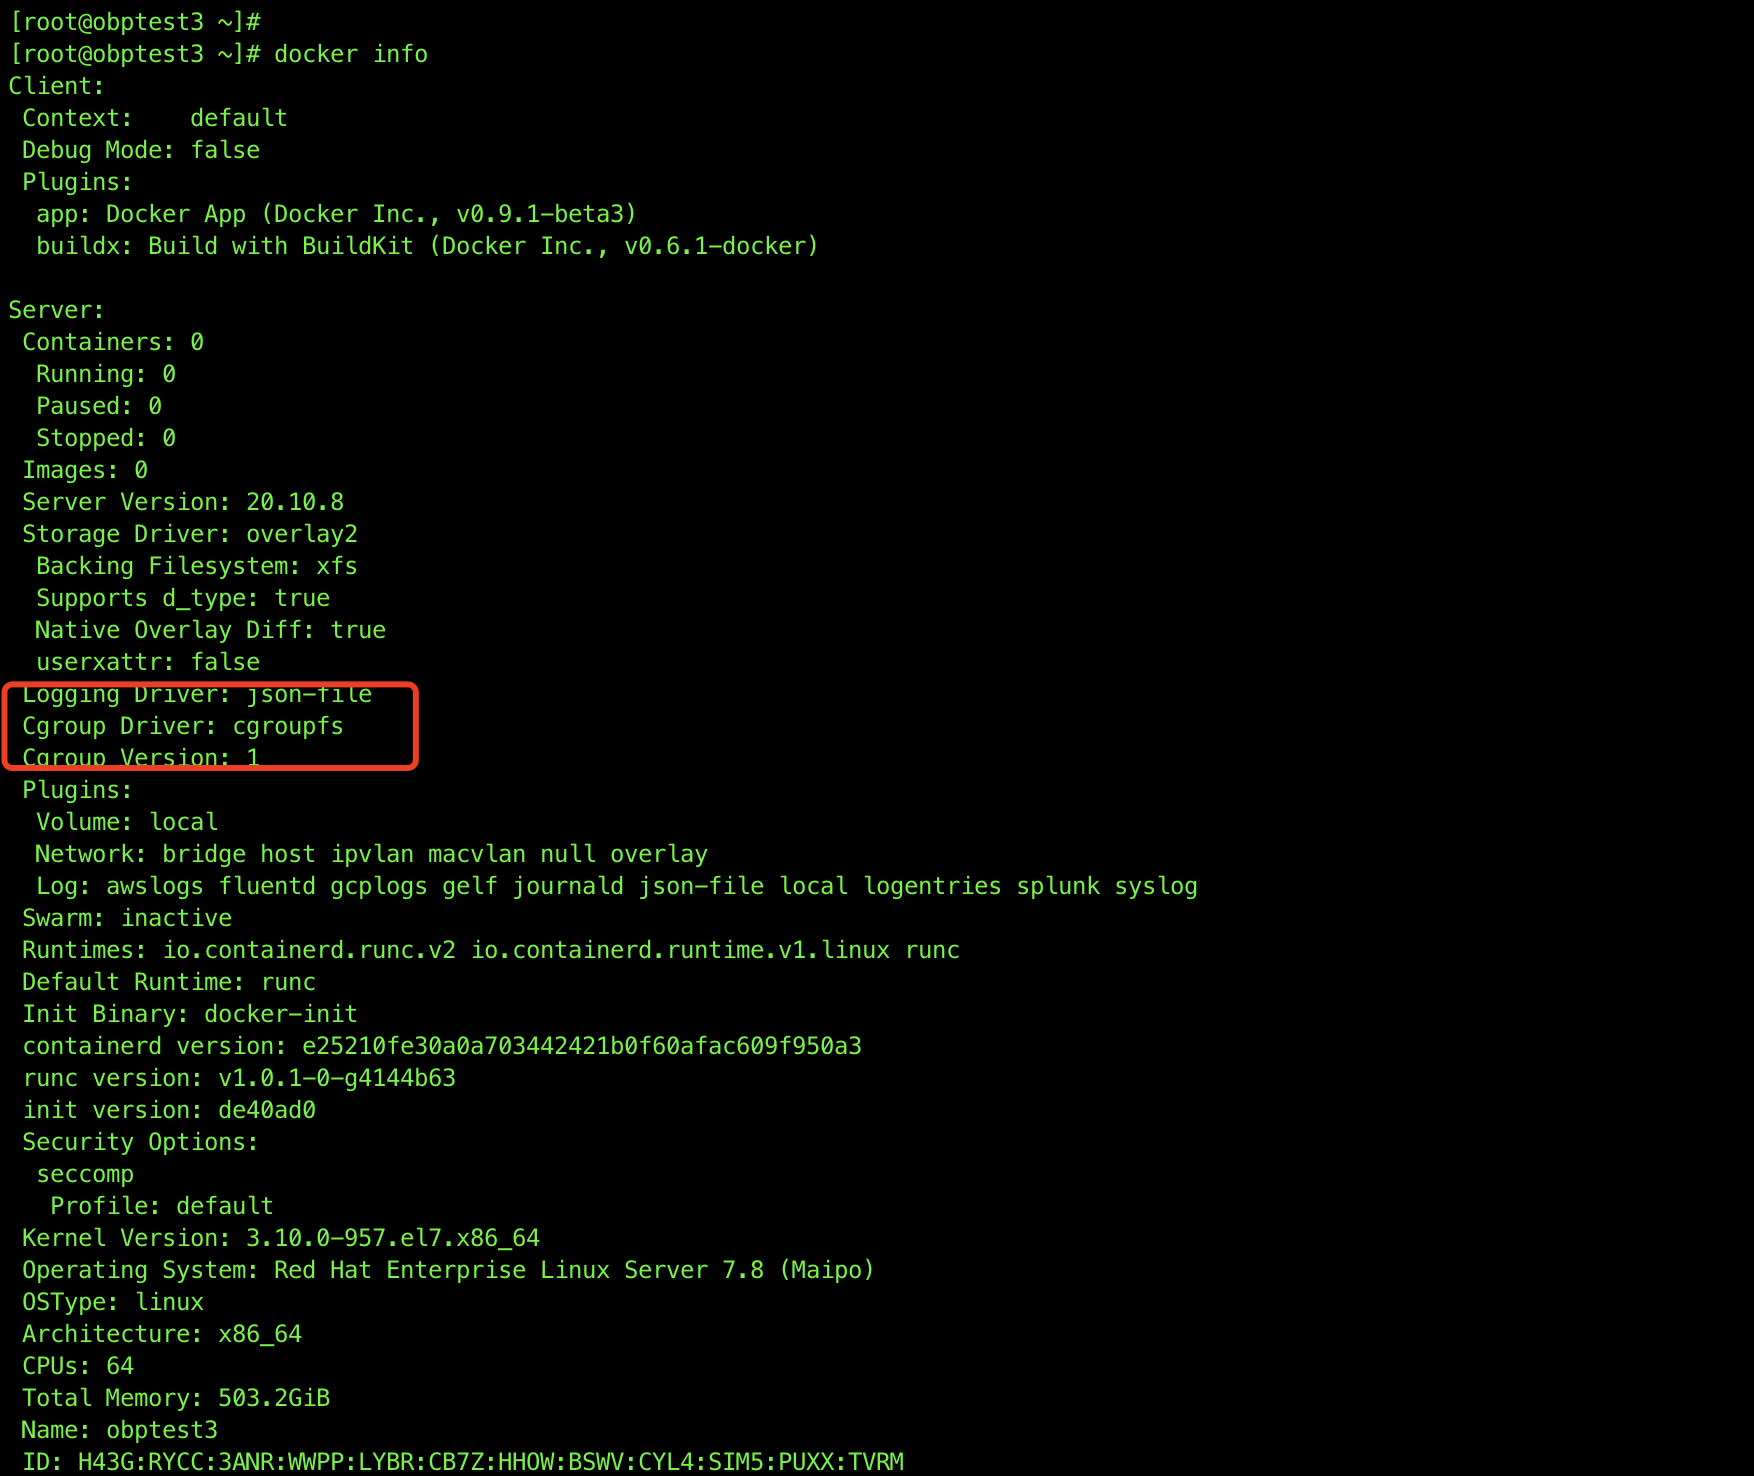 [root@obptest3 ~]#
[root@obptest3 ~]# docker info
Client:
 Context:    default
 Debug Mode: false
 Plugins:
  app: Docker App (Docker Inc., v0.9.1-beta3)
  buildx: Build with BuildKit (Docker Inc., v0.6.1-docker)

Server:
 Containers: 0
  Running: 0
  Paused: 0
  Stopped: 0
 Images: 0
 Server Version: 20.10.8
 Storage Driver: overlay2
  Backing Filesystem: xfs
  Supports d_type: true
  Native Overlay Diff: true
  userxattr: false
 Logging Driver: json-file
 Cgroup Driver: cgroupfs
 Cgroup Version: 1
 Plugins:
  Volume: local
  Network: bridge host ipvlan macvlan null overlay
  Log: awslogs fluentd gcplogs gelf journald json-file local logentries splunk syslog
 Swarm: inactive
 Runtimes: io.containerd.runc.v2 io.containerd.runtime.v1.linux runc
 Default Runtime: runc
 Init Binary: docker-init
 containerd version: e25210fe30a0a703442421b0f60afac609f950a3
 runc version: v1.0.1-0-g4144b63
 init version: de40ad0
 Security Options:
  seccomp
   Profile: default
 Kernel Version: 3.10.0-957.el7.x86_64
 Operating System: Red Hat Enterprise Linux Server 7.8 (Maipo)
 OSType: linux
 Architecture: x86_64
 CPUs: 64
 Total Memory: 503.2GiB
 Name: obptest3
 ID: H43G:RYCC:3ANR:WWPP:LYBR:CB7Z:HHOW:BSWV:CYL4:SIM5:PUXX:TVRM